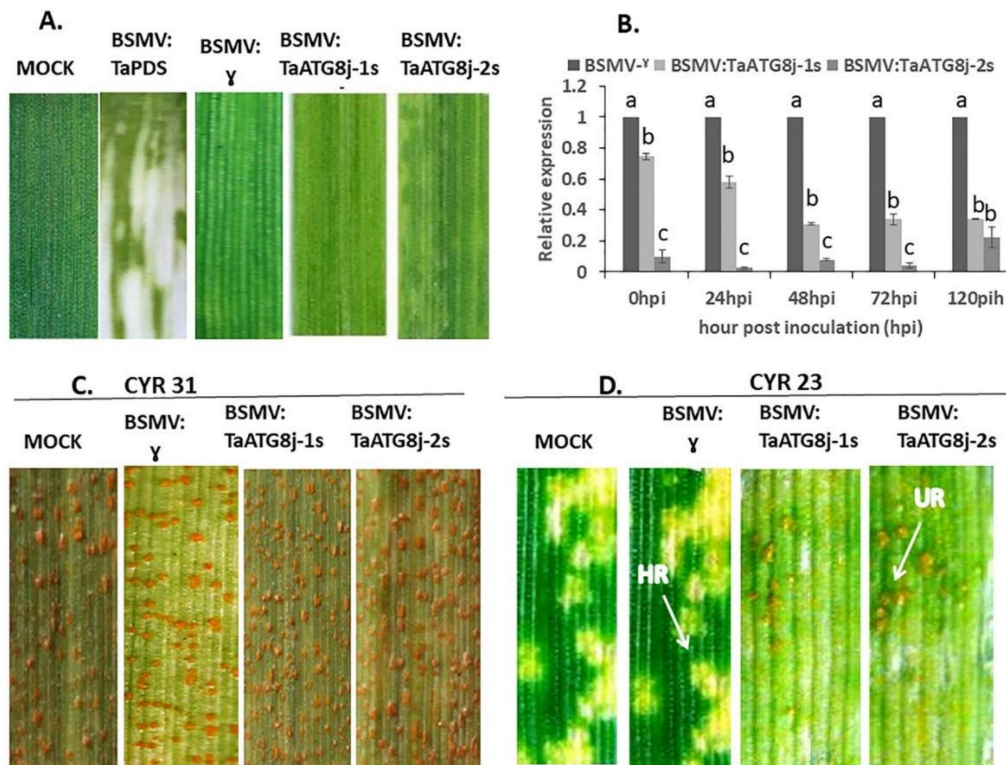 A.
MOCK
BSMV:
TaPDS
BSMV:
ɣ
BSMV:
TaATG8j-1s
BSMV:
TaATG8j-2s
B.
BSMV-ɣ BSMV:TaATG8j-1s BSMV:TaATG8j-2s
Relative expression
1.2
1
0.8
0.6
0.4
0.2
0
a b c
a b c
a b c
a b c
a b b
0hpi 24hpi 48hpi 72hpi 120pih
hour post inoculation (hpi)
C. CYR 31
MOCK
BSMV:
ɣ
BSMV:
TaATG8j-1s
BSMV:
TaATG8j-2s
D. CYR 23
MOCK
BSMV:
ɣ
BSMV:
TaATG8j-1s
BSMV:
TaATG8j-2s
HR
UR